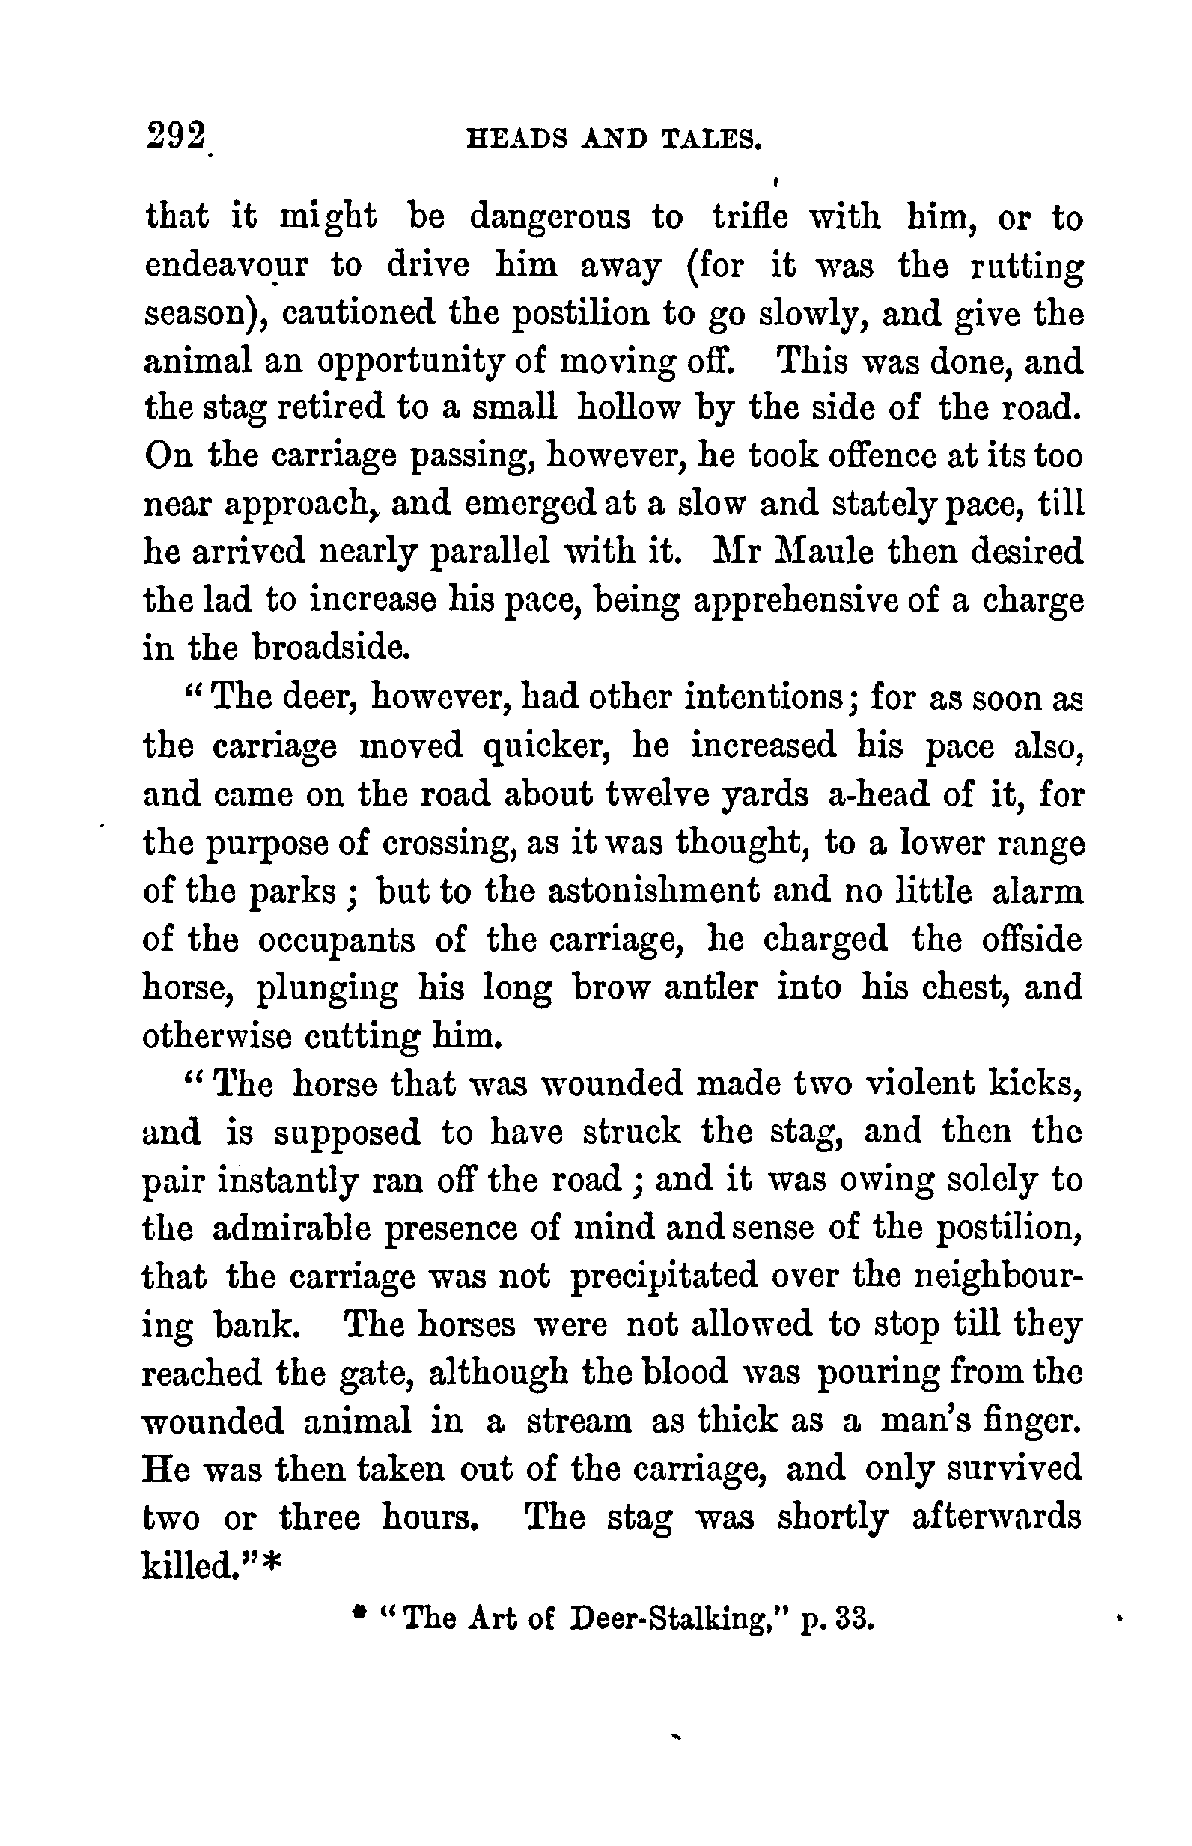 292 HEADS AND TALES.
that it might be dangerous to trifle with him, or to
endeavour to drive him away (for it was the rutting
season), cautioned the postilion to go slowly, and give the
animal an opportunity of moving off. This was done, and
the stag retired to a small hollow by the side of the road.
On the carriage passing, however, he took offence at its too
near approach, and emerged at a slow and stately pace, till
he arrived nearly parallel with it. Mr Maule then desired
the lad to increase his pace, being apprehensive of a charge
in the broadside.
"The deer, however, had other intentions; for as soon as
the carriage moved quicker, he increased his pace also,
and came on the road about twelve yards a-head of it, for
the purpose of crossing, as it was thought, to a lower range
of the parks; but to the astonishment and no little alarm
of the occupants of the carriage, he charged the offside
horse, plunging his long brow antler into his chest, and
otherwise cutting him.
"The horse that was wounded made two violent kicks,
and is supposed to have struck the stag, and then the
pair instantly ran off the road; and it was owing solely to
the admirable presence of mind and sense of the postilion,
that the carriage was not precipitated over the neighbour-
ing bank. The horses were not allowed to stop till they
reached the gate, although the blood was pouring from the
wounded animal in a stream as thick as a man's finger.
He was then taken out of the carriage, and only survived
two or three hours. The stag was shortly afterwards
killed."*
* "The Art of Deer-Stalking," p. 33.